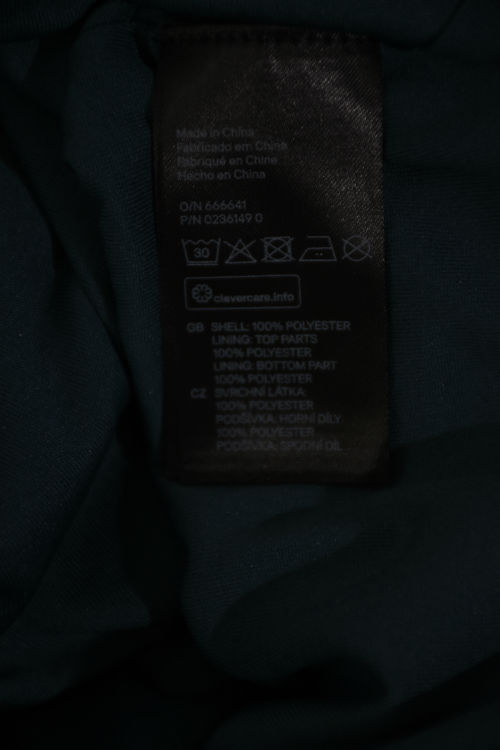 Made in China
Fabricado em China
Fabriqué en Chine
Hecho en China
O/N 666641
P/N 0236149 0
30
clevercare.info
GB SHELL: 100% POLYESTER
LINING: TOP PARTS
100% POLYESTER
LINING: BOTTOM PART
100% POLYESTER
CZ SVRCHNÍ LÁTKA:
100% POLYESTER
PODŠÍVKA: HORNÍ DÍLY
100% POLYESTER
PODŠÍVKA: SPODNÍ DÍL